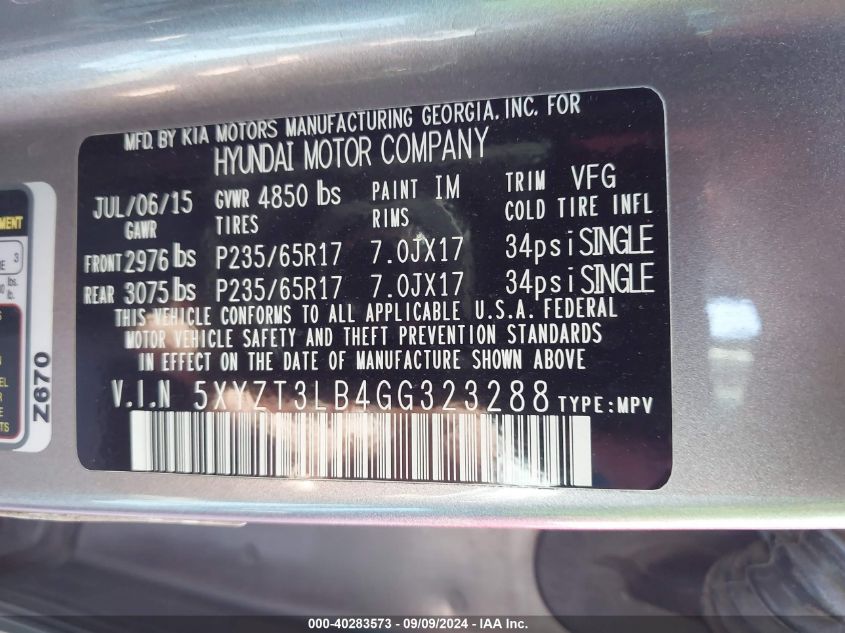 MFD. BY KIA MOTORS MANUFACTURING GEORGIA, INC. FOR
HYUNDAI MOTOR COMPANY
JUL/06/15 GVWR 4850 lbs PAINT IM TRIM VFG
GAWR TIRES RIMS COLD TIRE INFL
FRONT 2976 lbs P235/65R17 7.0JX17 34psi SINGLE
REAR 3075 lbs P235/65R17 7.0JX17 34psi SINGLE
THIS VEHICLE CONFORMS TO ALL APPLICABLE U.S.A. FEDERAL
MOTOR VEHICLE SAFETY AND THEFT PREVENTION STANDARDS
IN EFFECT ON THE DATE OF MANUFACTURE SHOWN ABOVE
V.I.N 5XYZT3LB4GG323288 TYPE:MPV
Z670
000-40283573 - 09/09/2024 - IAA Inc.